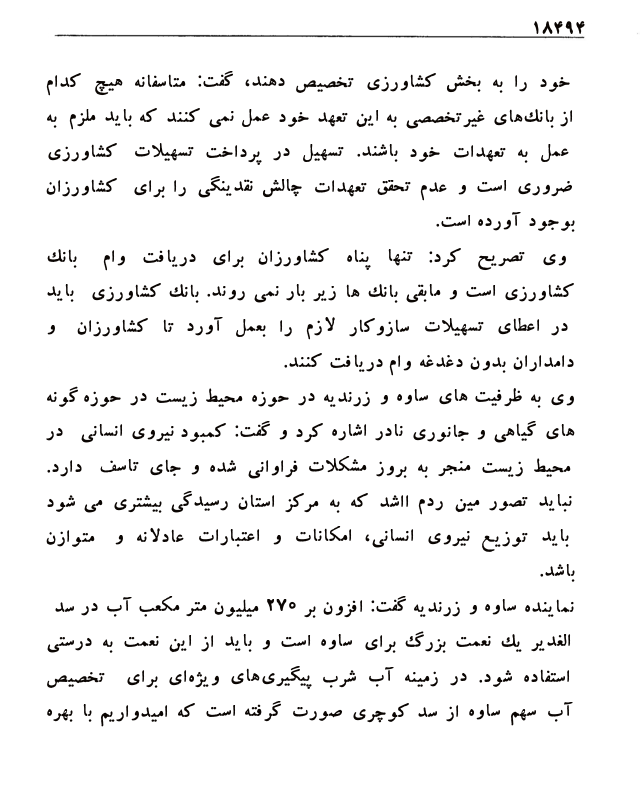 ۱۸۴۹۴
خود را به بخش کشاورزی تخصیص دهند، گفت: متاسفانه هیچ کدام
از بانك‌های غیرتخصصی به این تعهد خود عمل نمی کنند که باید ملزم به
عمل به تعهدات خود باشند. تسهیل در پرداخت تسهیلات کشاورزی
ضروری است و عدم تحقق تعهدات چالش نقدینگی را برای کشاورزان
بوجود آورده است.
وی تصریح کرد: تنها پناه کشاورزان برای دریافت وام بانك
کشاورزی است و مابقی بانك ها زیر بار نمی روند. بانك کشاورزی باید
در اعطای تسهیلات سازوکار لازم را بعمل آورد تا کشاورزان و
دامداران بدون دغدغه وام دریافت کنند.
وی به ظرفیت های ساوه و زرندیه در حوزه محیط زیست در حوزه گونه
های گیاهی و جانوری نادر اشاره کرد و گفت: کمبود نیروی انسانی در
محیط زیست منجر به بروز مشکلات فراوانی شده و جای تاسف دارد.
نباید تصور مین ردم ااشد که به مرکز استان رسیدگی بیشتری می شود
باید توزیع نیروی انسانی، امکانات و اعتبارات عادلانه و متوازن
باشد.
نماینده ساوه و زرندیه گفت: افزون بر ۲۷۰ میلیون متر مکعب آب در سد
الغدیر یك نعمت بزرگ برای ساوه است و باید از این نعمت به درستی
استفاده شود. در زمینه آب شرب پیگیری‌های ویژه‌ای برای تخصیص
آب سهم ساوه از سد کوچری صورت گرفته است که امیدواریم با بهره